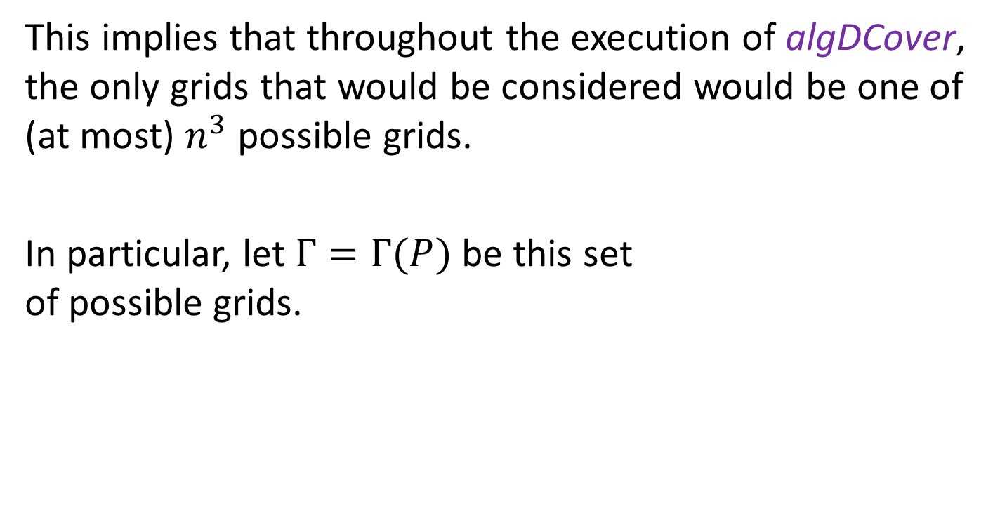 This implies that throughout the execution of algDCover,
the only grids that would be considered would be one of
(at most) n³ possible grids.
In particular, let Γ = Γ(P) be this set
of possible grids.